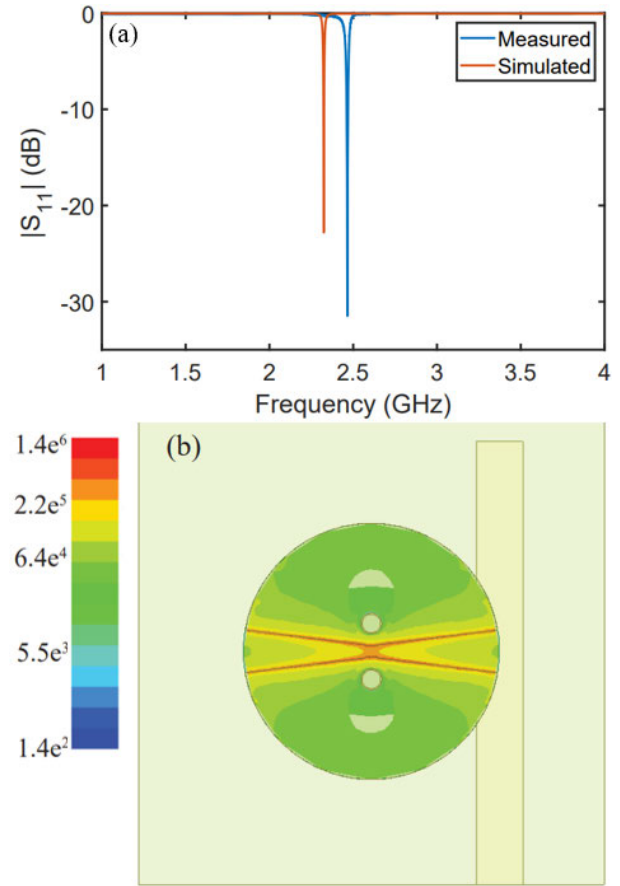 (a)
Measured
Simulated
0
-10
-20
-30
|S₁₁| (dB)
1 1.5 2 2.5 3 3.5 4
Frequency (GHz)
(b)
1.4e⁶
2.2e⁵
6.4e⁴
5.5e³
1.4e²